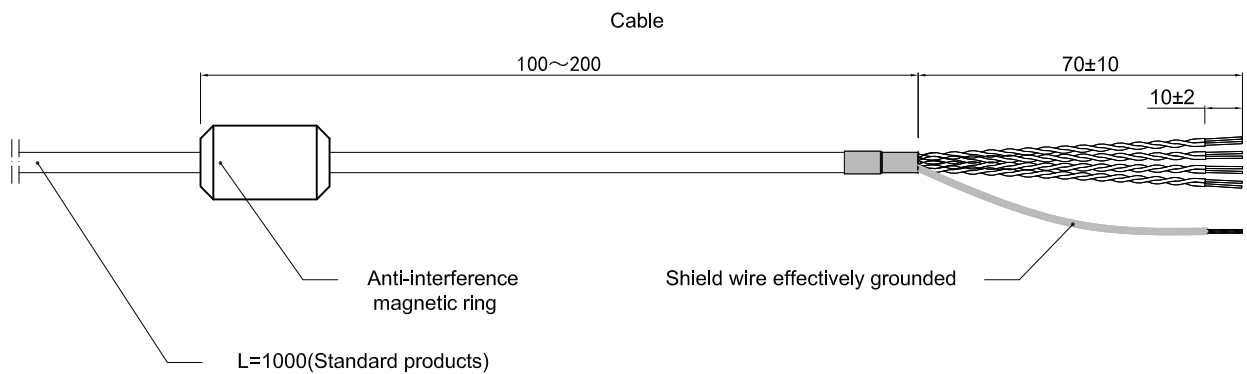 Cable
100～200
70±10
10±2
Anti-interference
magnetic ring
Shield wire effectively grounded
L=1000(Standard products)